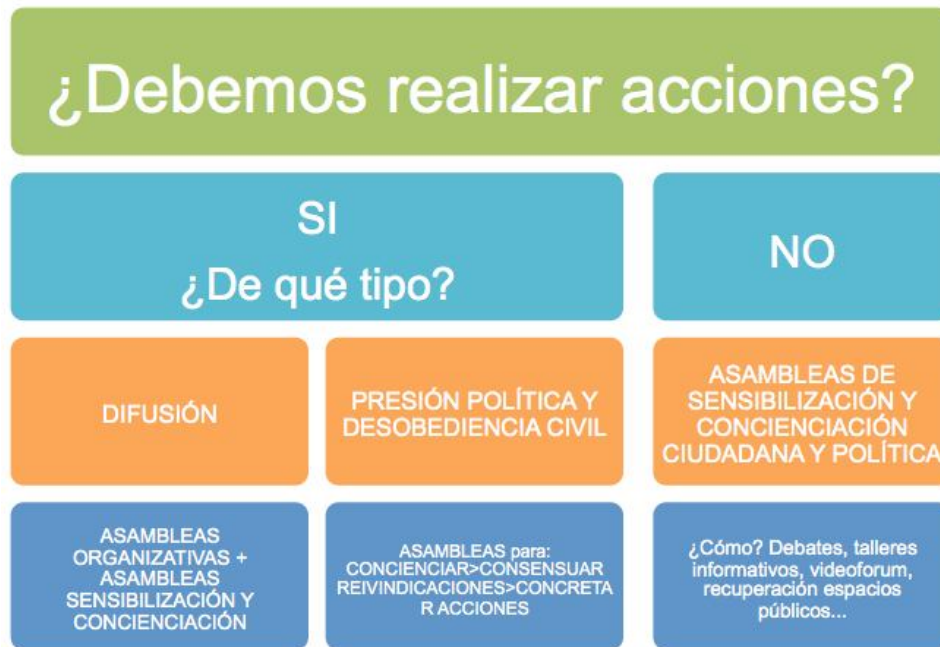 ¿Debemos realizar acciones?
SI
¿De qué tipo?
NO
DIFUSIÓN
PRESIÓN POLÍTICA Y
DESOBEDIENCIA CIVIL
ASAMBLEAS DE
SENSIBILIZACIÓN Y
CONCIENCIACIÓN
CIUDADANA Y POLÍTICA
ASAMBLEAS
ORGANIZATIVAS +
ASAMBLEAS
SENSIBILIZACIÓN Y
CONCIENCIACIÓN
ASAMBLEAS para:
CONCIENCIAR>CONSENSUAR
REIVINDICACIONES>CONCRETA
R ACCIONES
¿Cómo? Debates, talleres
informativos, videoforum,
recuperación espacios
públicos...